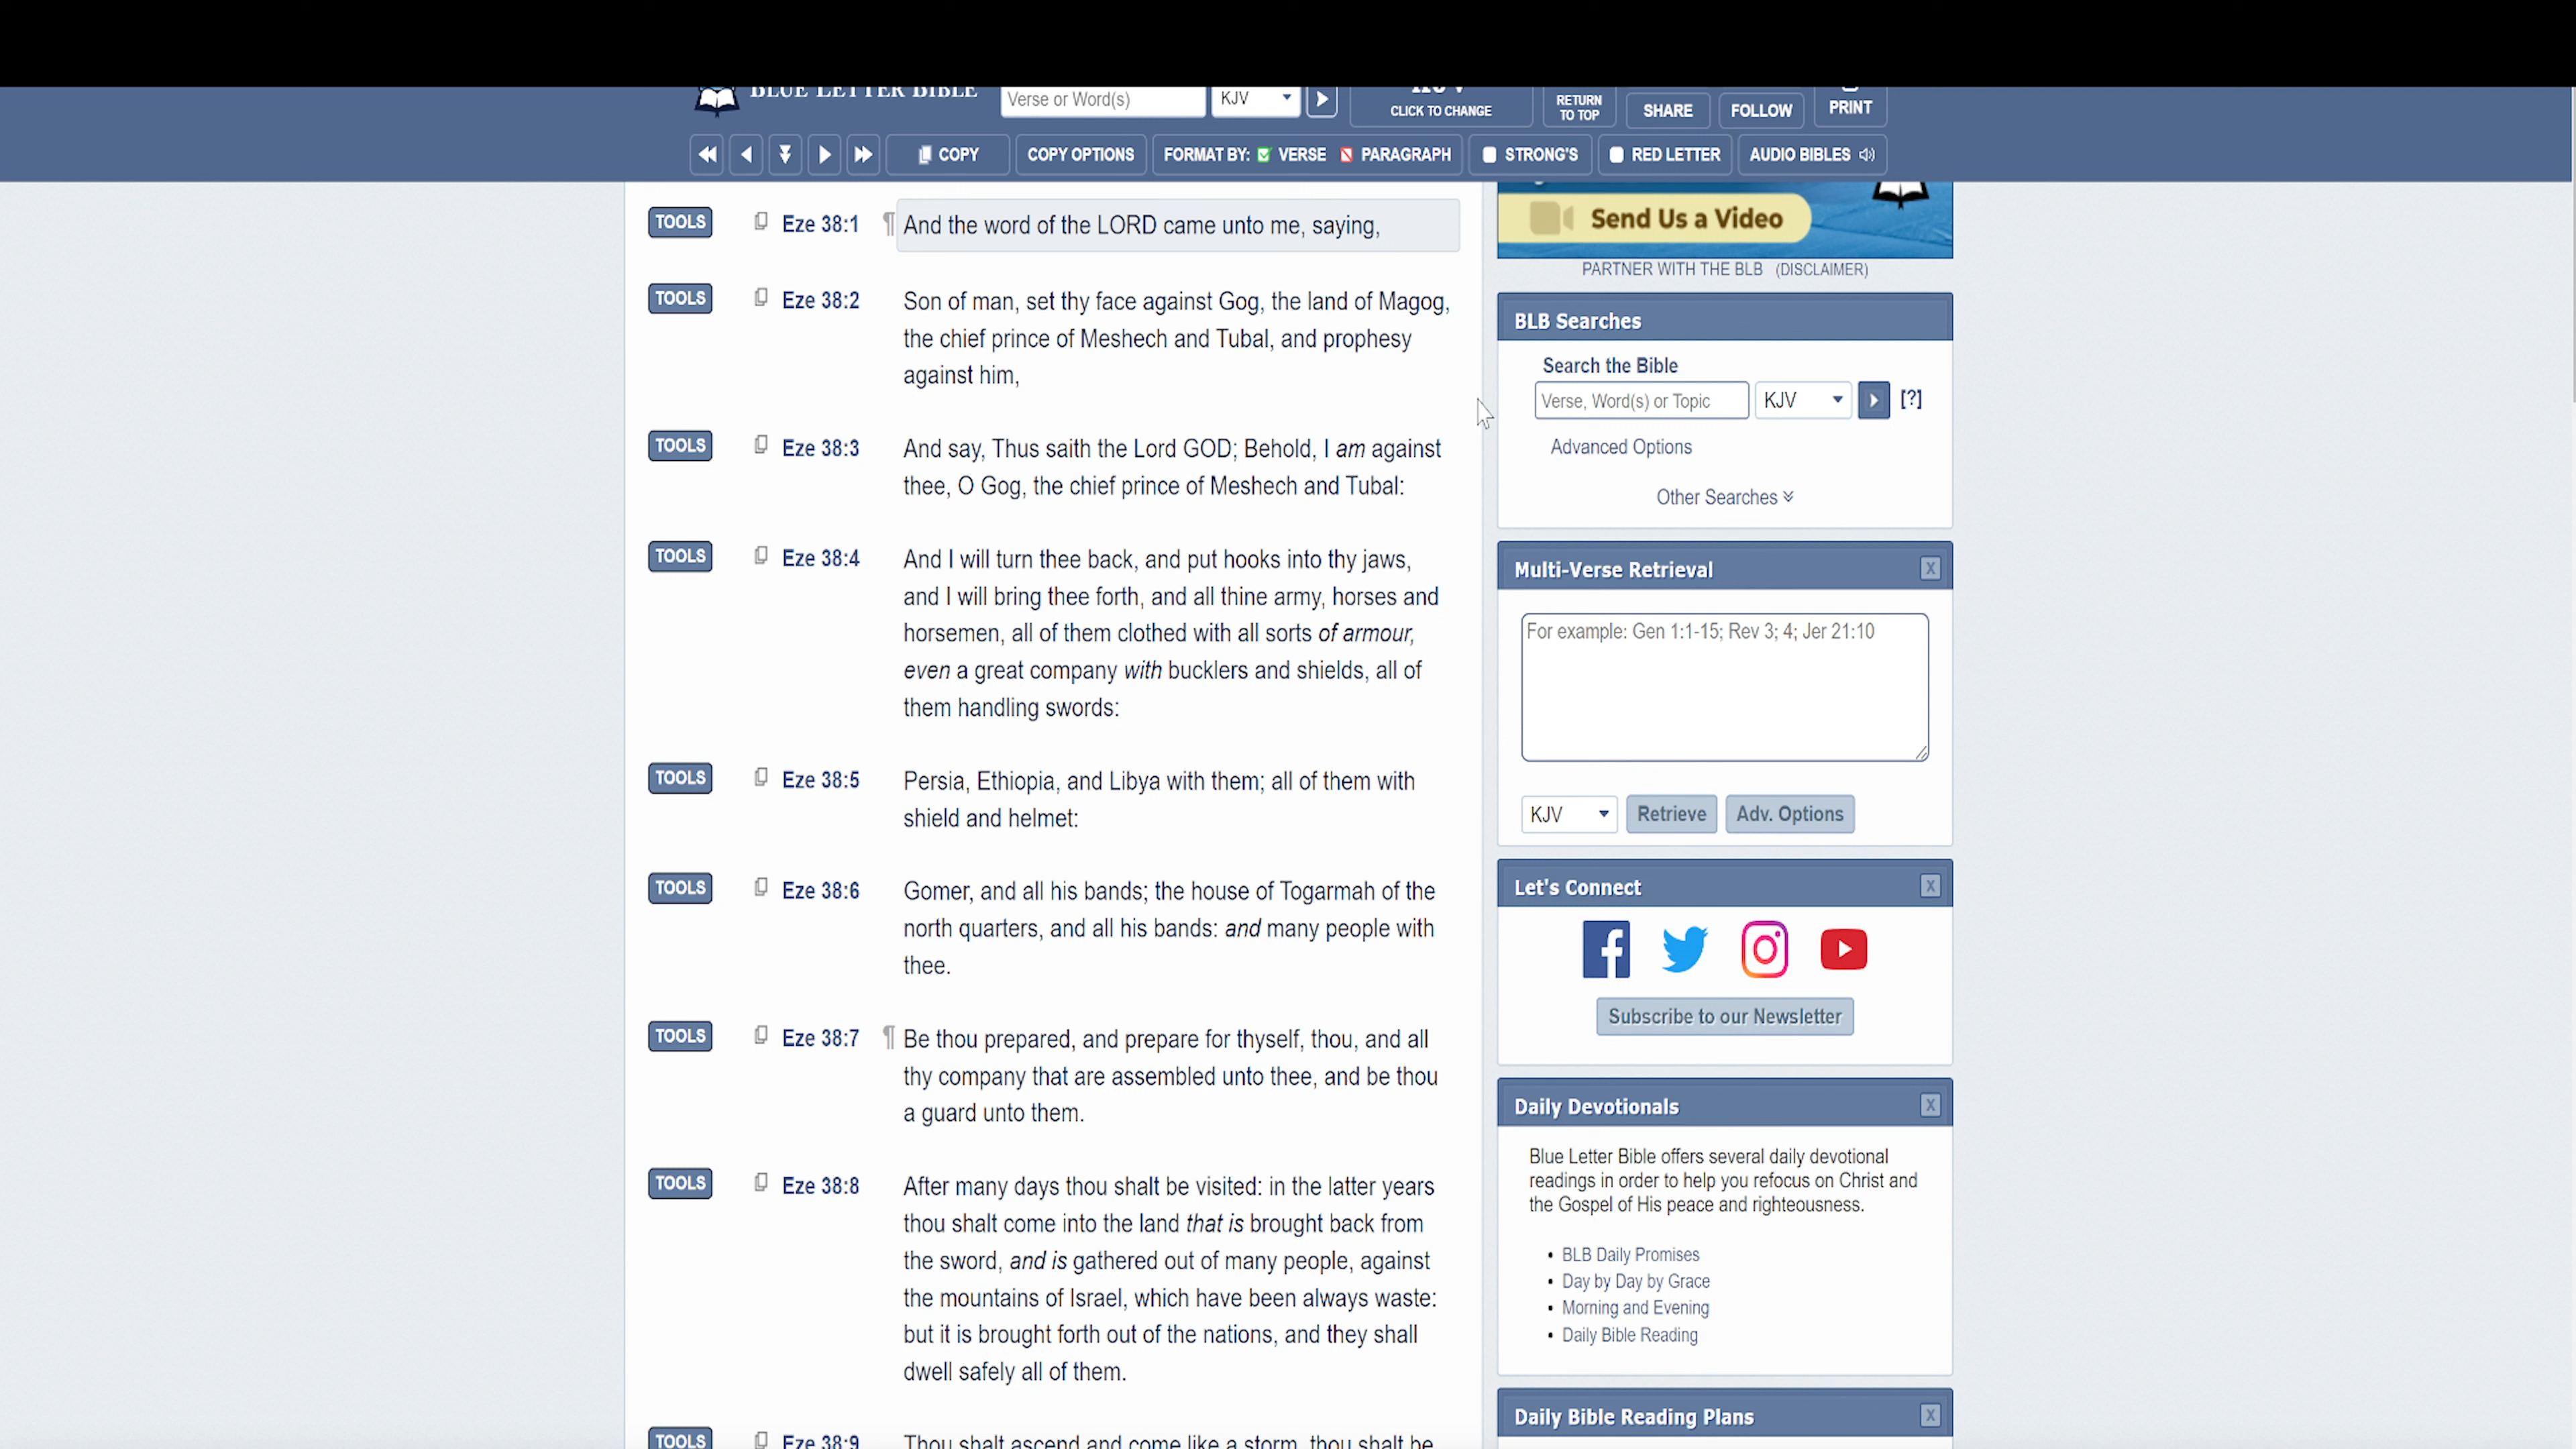 BLUE LETTER BIBLE
Verse or Word(s)
KJV
CLICK TO CHANGE
RETURN
TO TOP
SHARE
FOLLOW
PRINT
COPY
COPY OPTIONS
FORMAT BY: VERSE PARAGRAPH
STRONG'S
RED LETTER
AUDIO BIBLES
TOOLS Eze 38:1 ¶ And the word of the LORD came unto me, saying,
TOOLS Eze 38:2 Son of man, set thy face against Gog, the land of Magog,
the chief prince of Meshech and Tubal, and prophesy
against him,
TOOLS Eze 38:3 And say, Thus saith the Lord GOD; Behold, I am against
thee, O Gog, the chief prince of Meshech and Tubal:
TOOLS Eze 38:4 And I will turn thee back, and put hooks into thy jaws,
and I will bring thee forth, and all thine army, horses and
horsemen, all of them clothed with all sorts of armour,
even a great company with bucklers and shields, all of
them handling swords:
TOOLS Eze 38:5 Persia, Ethiopia, and Libya with them; all of them with
shield and helmet:
TOOLS Eze 38:6 Gomer, and all his bands; the house of Togarmah of the
north quarters, and all his bands: and many people with
thee.
TOOLS Eze 38:7 ¶ Be thou prepared, and prepare for thyself, thou, and all
thy company that are assembled unto thee, and be thou
a guard unto them.
TOOLS Eze 38:8 After many days thou shalt be visited: in the latter years
thou shalt come into the land that is brought back from
the sword, and is gathered out of many people, against
the mountains of Israel, which have been always waste:
but it is brought forth out of the nations, and they shall
dwell safely all of them.
TOOLS Eze 38:9 Thou shalt ascend and come like a storm, thou shalt be
Send Us a Video
PARTNER WITH THE BLB (DISCLAIMER)
BLB Searches
Search the Bible
Verse, Word(s) or Topic
KJV
[?]
Advanced Options
Other Searches
Multi-Verse Retrieval X
For example: Gen 1:1-15; Rev 3; 4; Jer 21:10
KJV
Retrieve
Adv. Options
Let's Connect X
Subscribe to our Newsletter
Daily Devotionals X
Blue Letter Bible offers several daily devotional
readings in order to help you refocus on Christ and
the Gospel of His peace and righteousness.
• BLB Daily Promises
• Day by Day by Grace
• Morning and Evening
• Daily Bible Reading
Daily Bible Reading Plans X